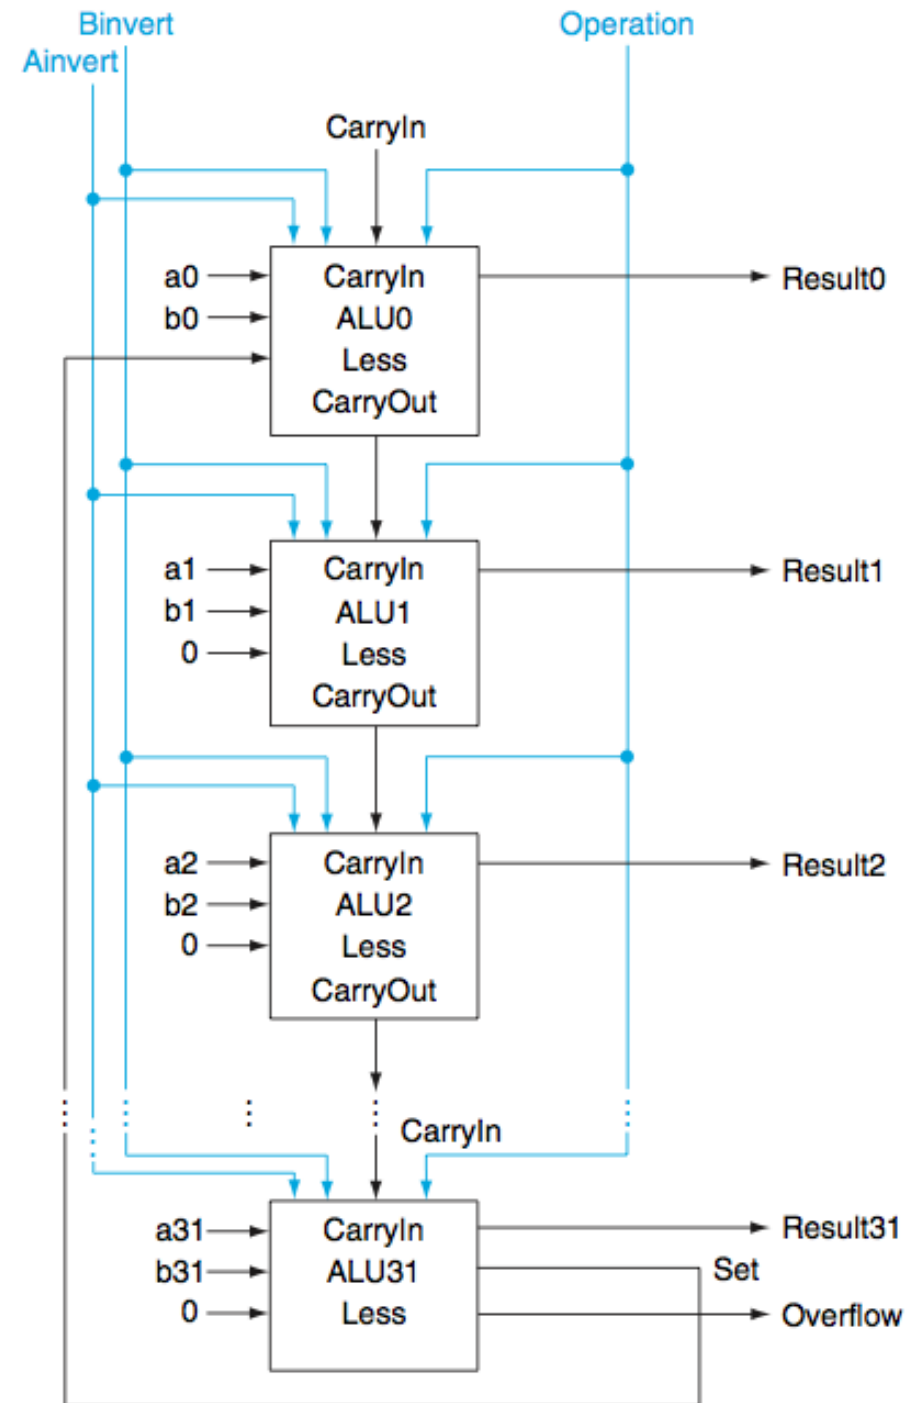 Binvert
Operation
Ainvert
CarryIn
a0
CarryIn
Result0
b0
ALU0
Less
CarryOut
a1
CarryIn
Result1
b1
ALU1
0
Less
CarryOut
a2
CarryIn
Result2
b2
ALU2
0
Less
CarryOut
CarryIn
a31
CarryIn
Result31
b31
ALU31
Set
0
Less
Overflow